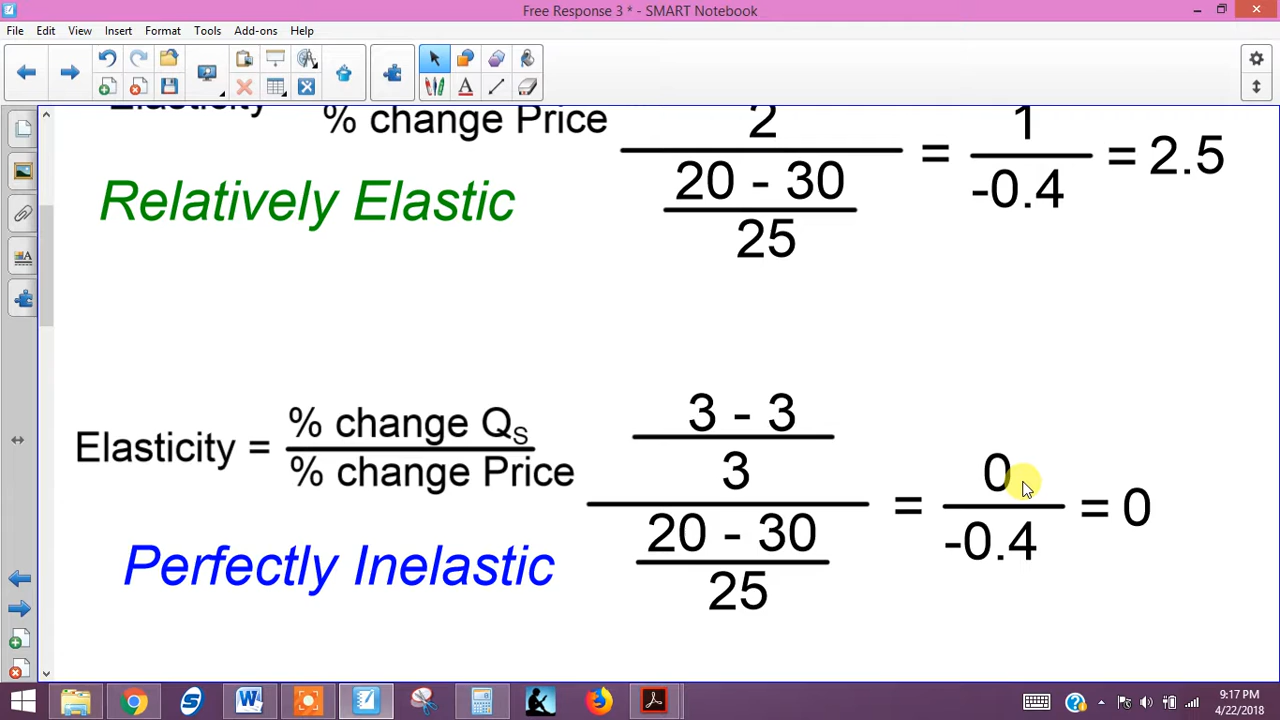 Free Response 3 * - SMART Notebook
File Edit View Insert Format Tools Add-ons Help
Elasticity
% change Price
2
20 - 30
25
= 1
-0.4
= 2.5
Relatively Elastic
Elasticity = % change QS
% change Price
3 - 3
3
20 - 30
25
= 0
-0.4
= 0
Perfectly Inelastic
9:17 PM
4/22/2018